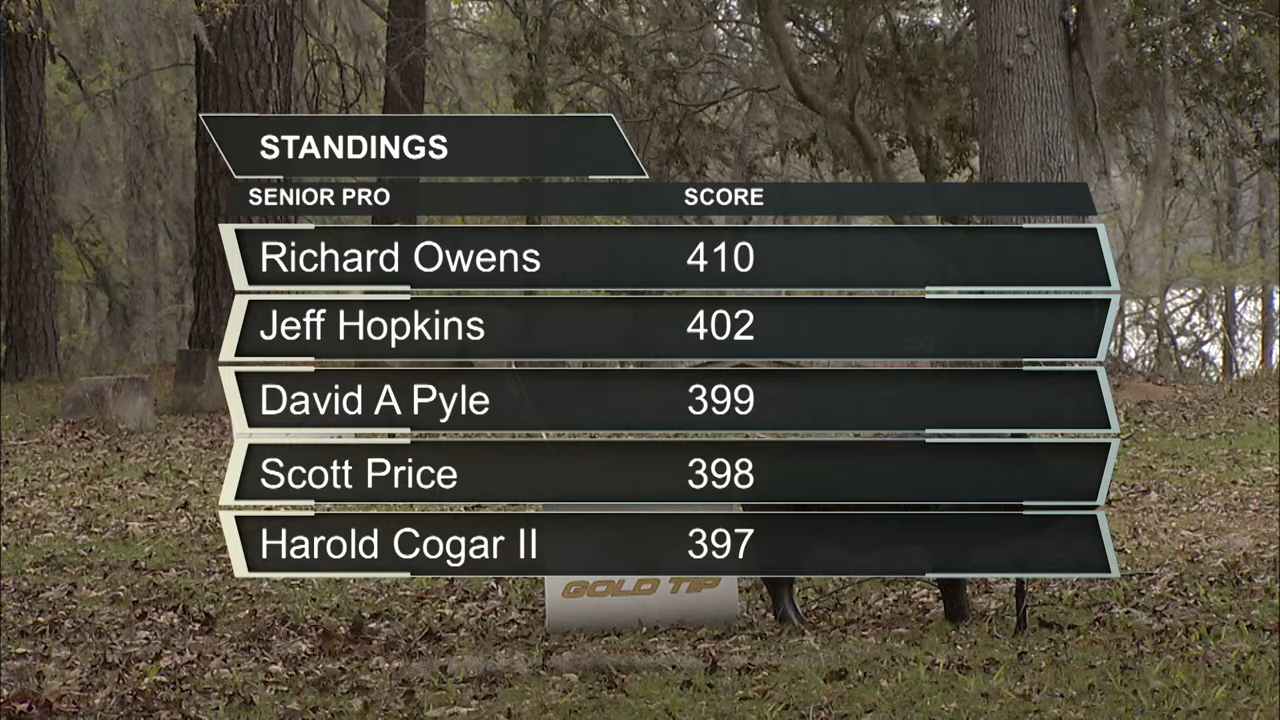 STANDINGS
SENIOR PRO SCORE
Richard Owens 410
Jeff Hopkins 402
David A Pyle 399
Scott Price 398
Harold Cogar II 397
GOLD TIP